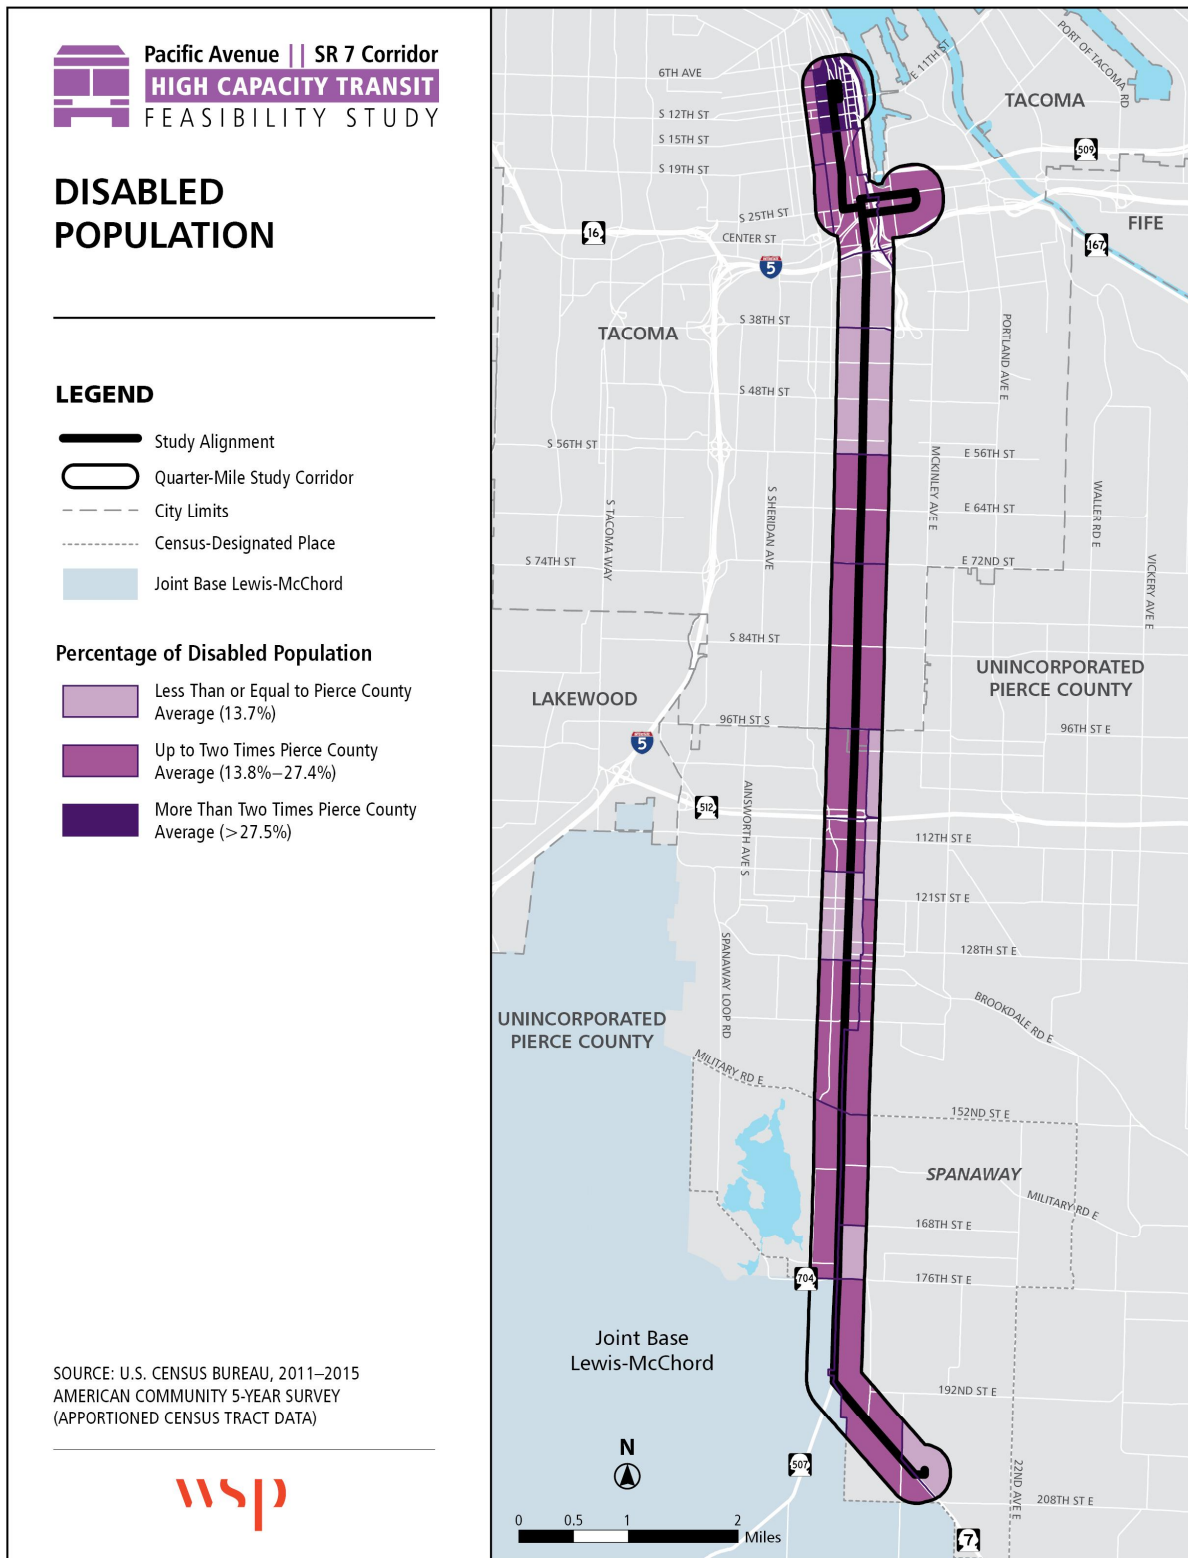 Pacific Avenue || SR 7 Corridor
HIGH CAPACITY TRANSIT
FEASIBILITY STUDY
DISABLED
POPULATION
LEGEND
Study Alignment
Quarter-Mile Study Corridor
City Limits
Census-Designated Place
Joint Base Lewis-McChord
Percentage of Disabled Population
Less Than or Equal to Pierce County
Average (13.7%)
Up to Two Times Pierce County
Average (13.8%–27.4%)
More Than Two Times Pierce County
Average (>27.5%)
SOURCE: U.S. CENSUS BUREAU, 2011–2015
AMERICAN COMMUNITY 5-YEAR SURVEY
(APPORTIONED CENSUS TRACT DATA)
wsp
6TH AVE
E 11TH ST
PORT OF TACOMA RD
TACOMA
S 12TH ST
S 15TH ST
509
S 19TH ST
S 25TH ST
FIFE
16
CENTER ST
167
INTERSTATE
5
S 38TH ST
TACOMA
PORTLAND AVE E
S 48TH ST
S 56TH ST
E 56TH ST
MCKINLEY AVE E
S TACOMA WAY
S SHERIDAN AVE
WALLER RD E
E 64TH ST
S 74TH ST
E 72ND ST
VICKERY AVE E
S 84TH ST
UNINCORPORATED
PIERCE COUNTY
LAKEWOOD
96TH ST S
96TH ST E
INTERSTATE
5
512
AINSWORTH AVE S
112TH ST E
121ST ST E
SPANAWAY LOOP RD
128TH ST E
UNINCORPORATED
PIERCE COUNTY
BROOKDALE RD E
MILITARY RD E
152ND ST E
SPANAWAY
MILITARY RD E
168TH ST E
704
176TH ST E
Joint Base
Lewis-McChord
192ND ST E
N
507
22ND AVE E
208TH ST E
0 0.5 1 2
Miles
7